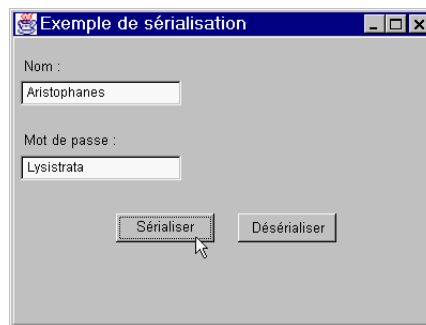 Exemple de sérialisation
Nom :
Aristophanes
Mot de passe :
Lysistrata
Sérialiser Désérialiser